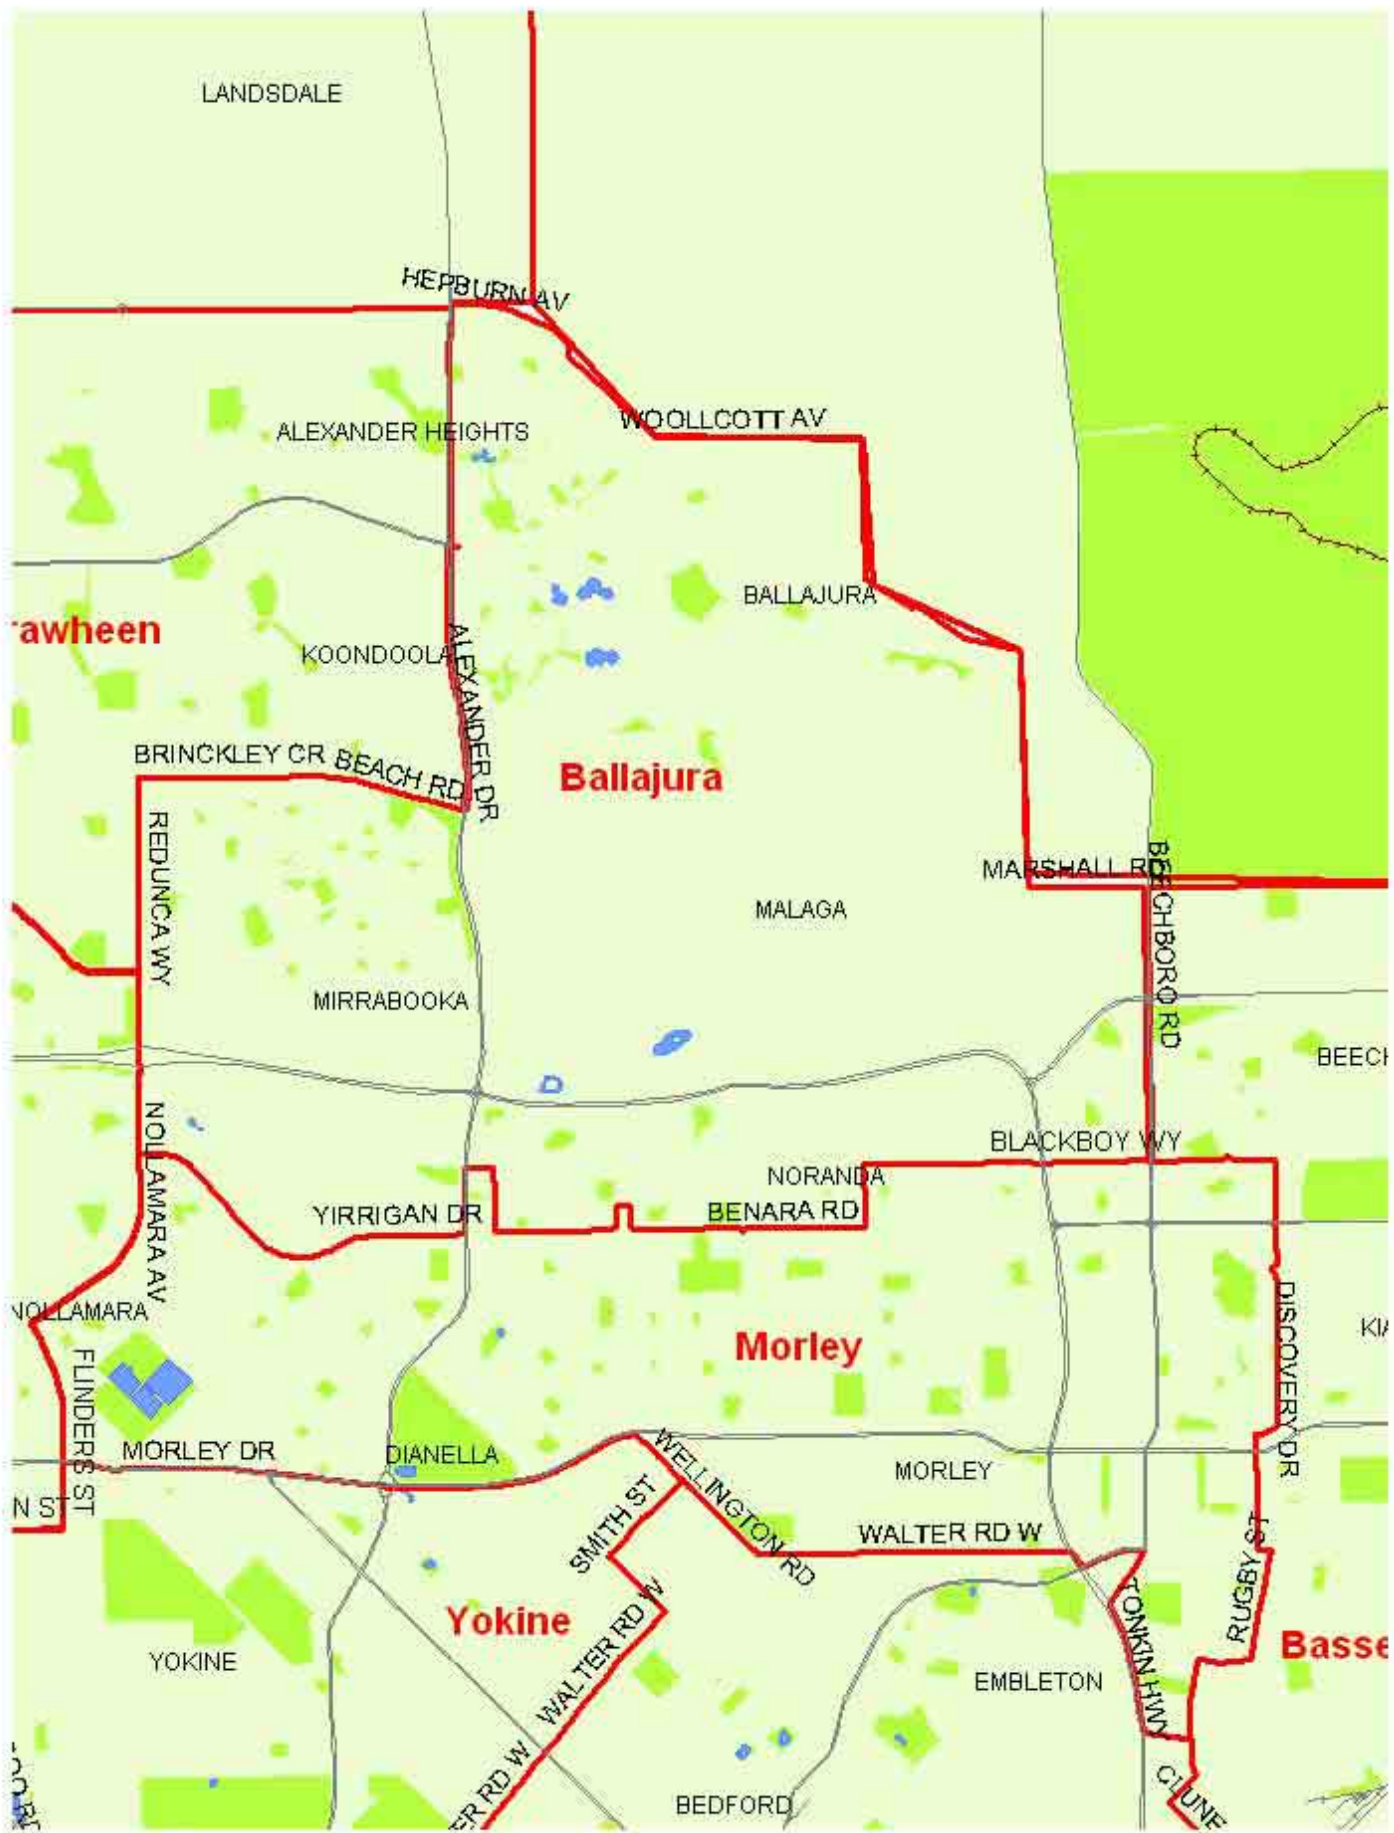 LANDSDALE
HEPBURN AV
WOOLLCOTT AV
ALEXANDER HEIGHTS
BALLAJURA
rawheen
KOONDOOLA
ALEXANDER DR
BRINCKLEY CR
BEACH RD
Ballajura
REDUNCA WY
MARSHALL RD
BEECHBORO RD
MALAGA
MIRRABOOKA
BEECH
NOLLAMARA AV
BLACKBOY WY
NORANDA
YIRRIGAN DR
BENARA RD
NOLLAMARA
DISCOVERY DR
KIA
Morley
FLINDERS ST
MORLEY DR
DIANELLA
WELLINGTON RD
MORLEY
N ST
SMITH ST
WALTER RD W
RUGBY ST
Yokine
WALTER RD W
TONKIN HWY
Basse
YOKINE
EMBLETON
ER RD W
BEDFORD
CLUNE